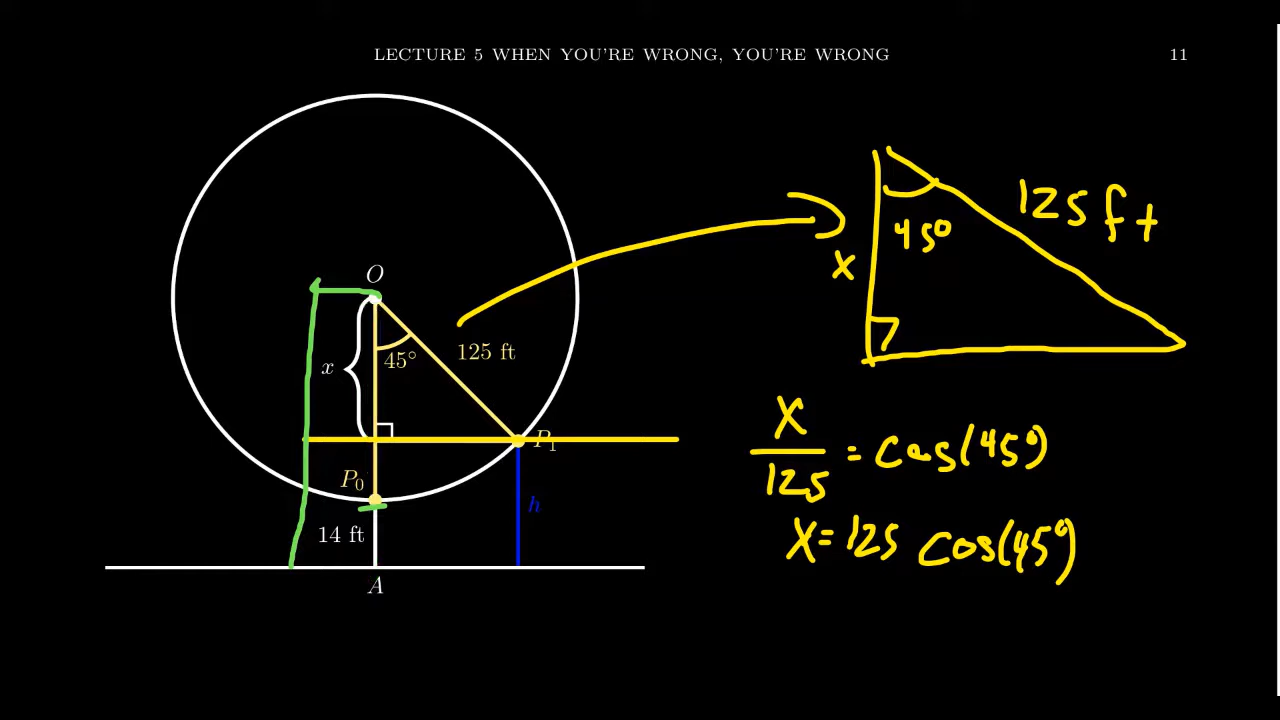 LECTURE 5 WHEN YOU'RE WRONG, YOU'RE WRONG 11
O
x
45°
125 ft
P₁
P₀
h
14 ft
A
125 ft
45°
x
x/125 = cos(45°)
x = 125 cos(45°)